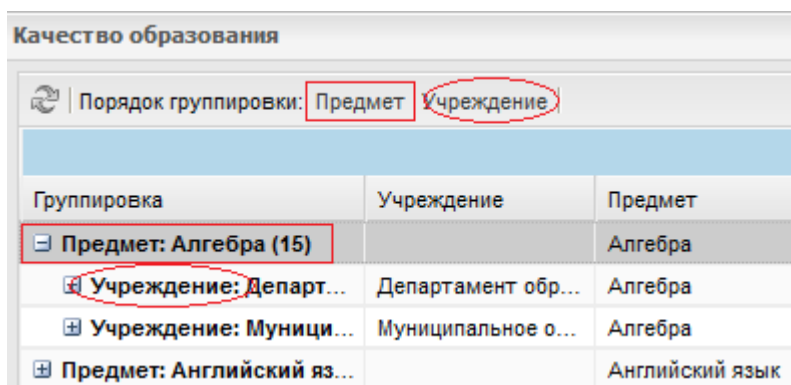 Качество образования
Порядок группировки: Предмет Учреждение
Группировка Учреждение Предмет
Предмет: Алгебра (15) Алгебра
Учреждение: Департ... Департамент обр... Алгебра
Учреждение: Муници... Муниципальное о... Алгебра
Предмет: Английский яз... Английский язык